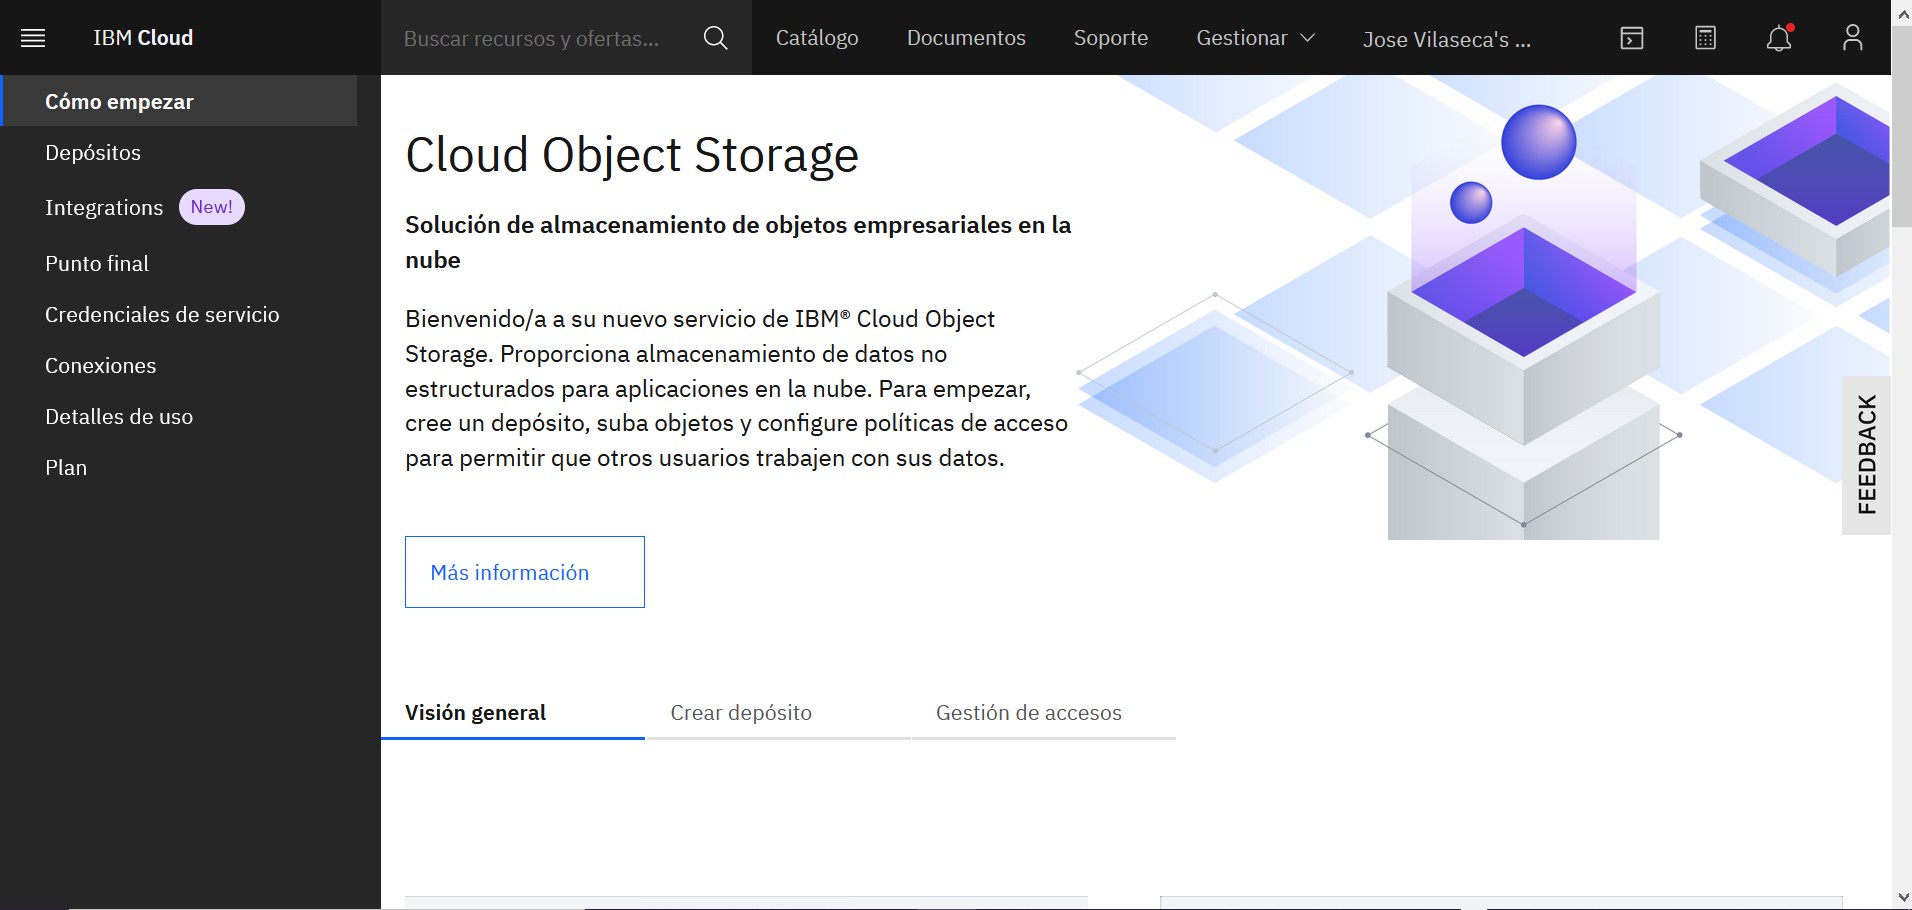 IBM Cloud
Buscar recursos y ofertas...
Catálogo
Documentos
Soporte
Gestionar
Jose Vilaseca's ...
Cómo empezar
Depósitos
Integrations New!
Punto final
Credenciales de servicio
Conexiones
Detalles de uso
Plan
Cloud Object Storage
Solución de almacenamiento de objetos empresariales en la
nube
Bienvenido/a a su nuevo servicio de IBM® Cloud Object
Storage. Proporciona almacenamiento de datos no
estructurados para aplicaciones en la nube. Para empezar,
cree un depósito, suba objetos y configure políticas de acceso
para permitir que otros usuarios trabajen con sus datos.
Más información
FEEDBACK
Visión general
Crear depósito
Gestión de accesos